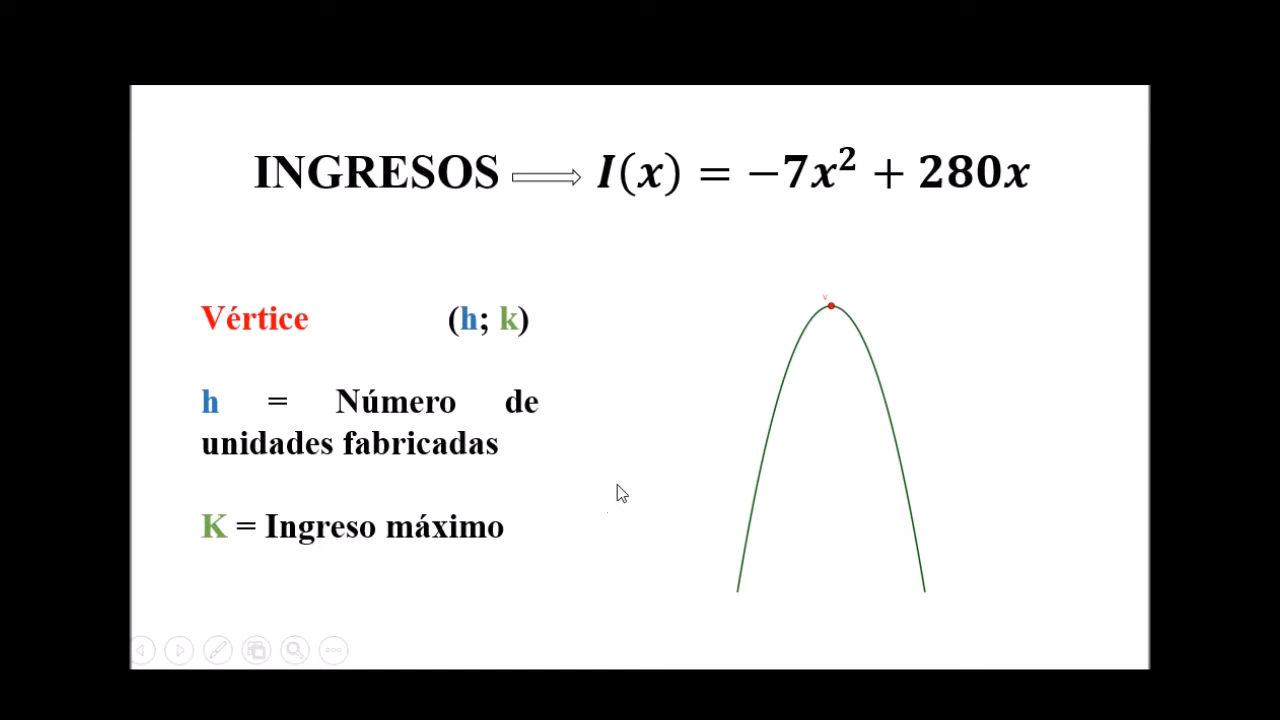 INGRESOS ⟹ I(x) = −7x² + 280x
Vértice (h; k)
h = Número de
unidades fabricadas
K = Ingreso máximo
V